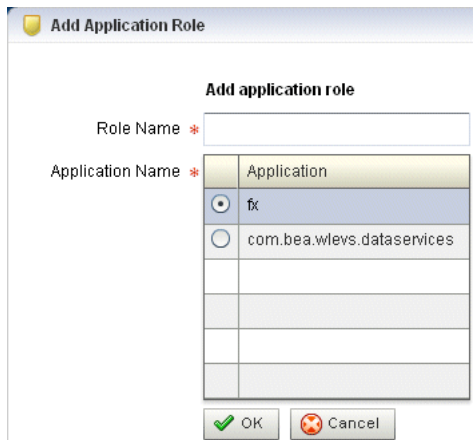 Add Application Role
Add application role
Role Name *
Application Name *
Application
fx
com.bea.wlevs.dataservices
OK
Cancel